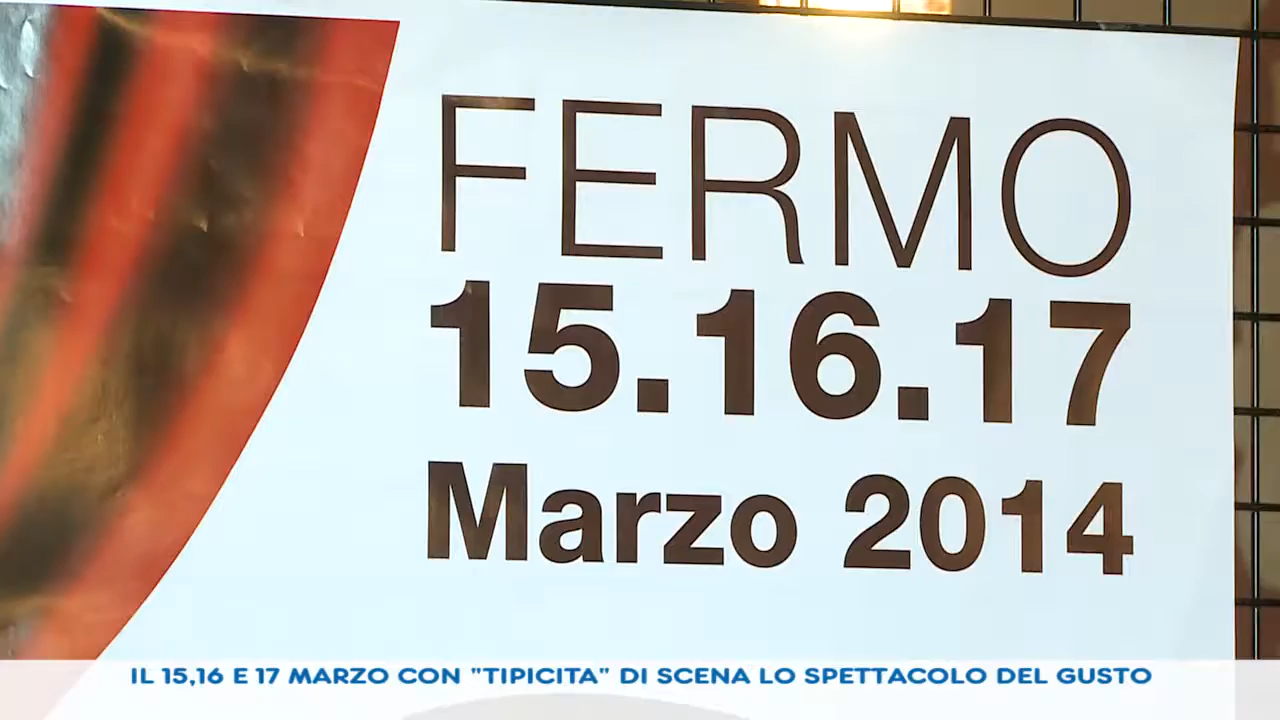 FERMO
15.16.17
Marzo 2014
IL 15,16 E 17 MARZO CON "TIPICITA" DI SCENA LO SPETTACOLO DEL GUSTO